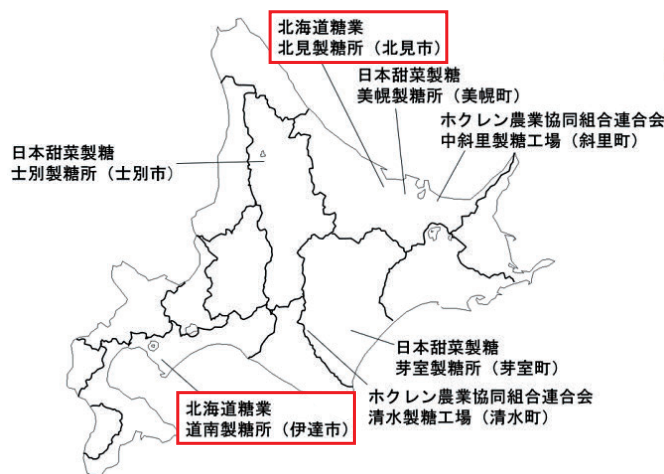 北海道糖業
北見製糖所（北見市）
日本甜菜製糖
美幌製糖所（美幌町）
ホクレン農業協同組合連合会
中斜里製糖工場（斜里町）
日本甜菜製糖
士別製糖所（士別市）
日本甜菜製糖
芽室製糖所（芽室町）
ホクレン農業協同組合連合会
清水製糖工場（清水町）
北海道糖業
道南製糖所（伊達市）